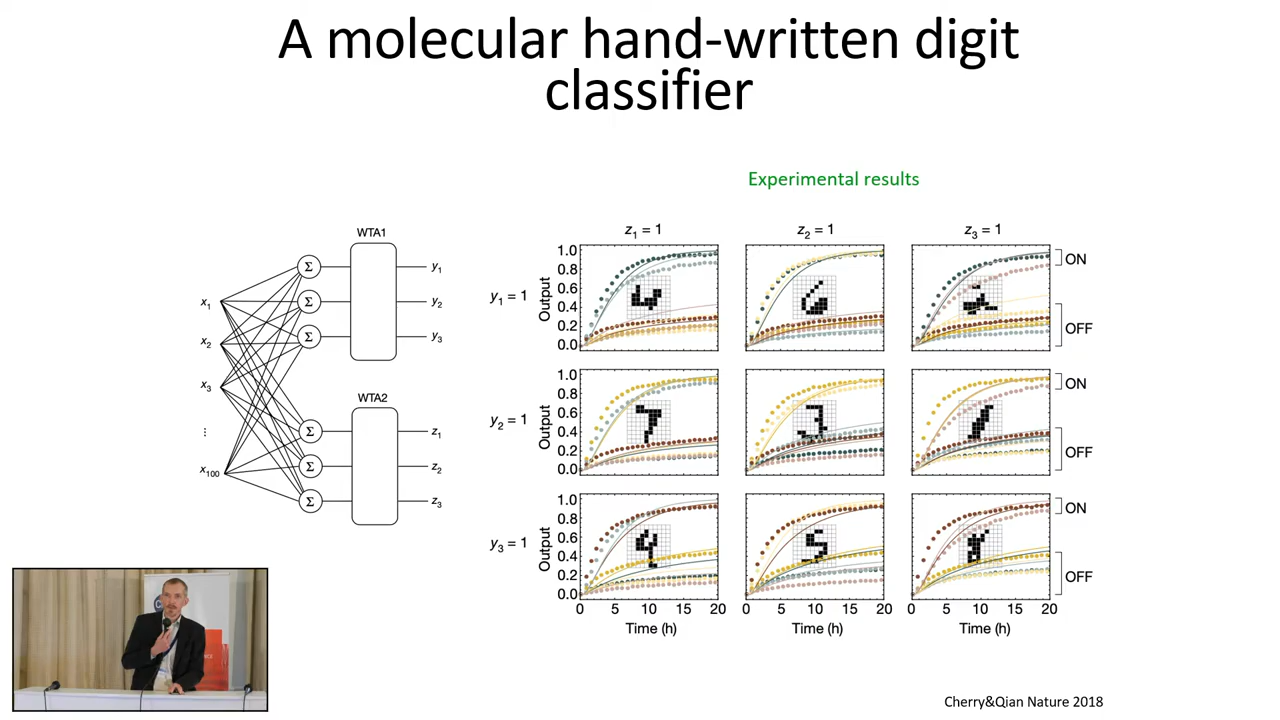 A molecular hand-written digit
classifier
Experimental results
WTA1
y1
y2
y3
x1
x2
x3
⋮
x100
WTA2
z1
z2
z3
z1 = 1
z2 = 1
z3 = 1
y1 = 1
Output
1.0
0.8
0.6
0.4
0.2
0.0
ON
OFF
y2 = 1
Output
1.0
0.8
0.6
0.4
0.2
0.0
ON
OFF
y3 = 1
Output
1.0
0.8
0.6
0.4
0.2
0.0
ON
OFF
0 5 10 15 20
0 5 10 15 20
0 5 10 15 20
Time (h)
Time (h)
Time (h)
Σ
Σ
Σ
Σ
Σ
Σ
Cherry&Qian Nature 2018